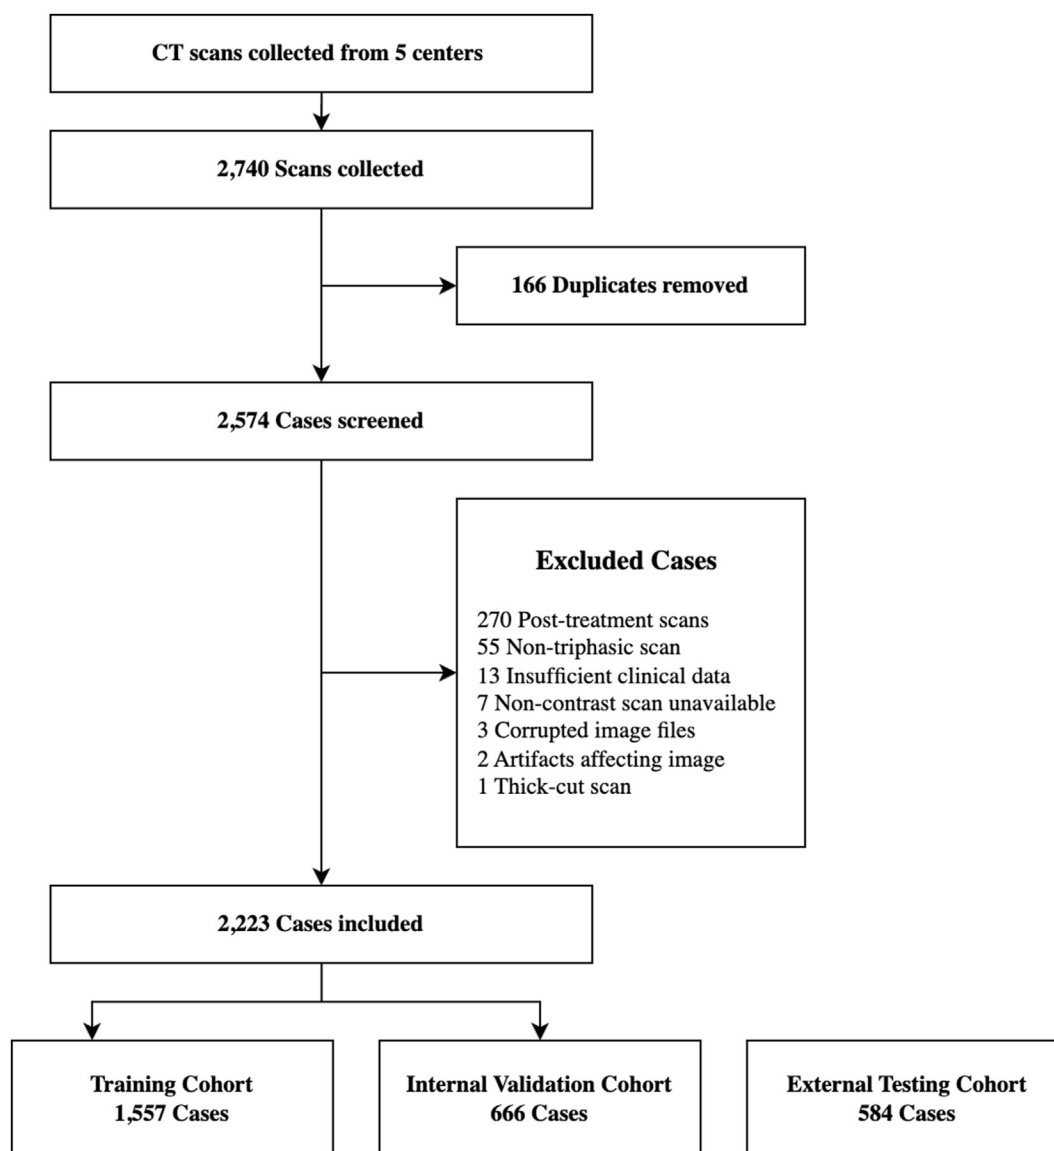 CT scans collected from 5 centers
2,740 Scans collected
166 Duplicates removed
2,574 Cases screened
Excluded Cases
270 Post-treatment scans
55 Non-triphasic scan
13 Insufficient clinical data
7 Non-contrast scan unavailable
3 Corrupted image files
2 Artifacts affecting image
1 Thick-cut scan
2,223 Cases included
Training Cohort
1,557 Cases
Internal Validation Cohort
666 Cases
External Testing Cohort
584 Cases